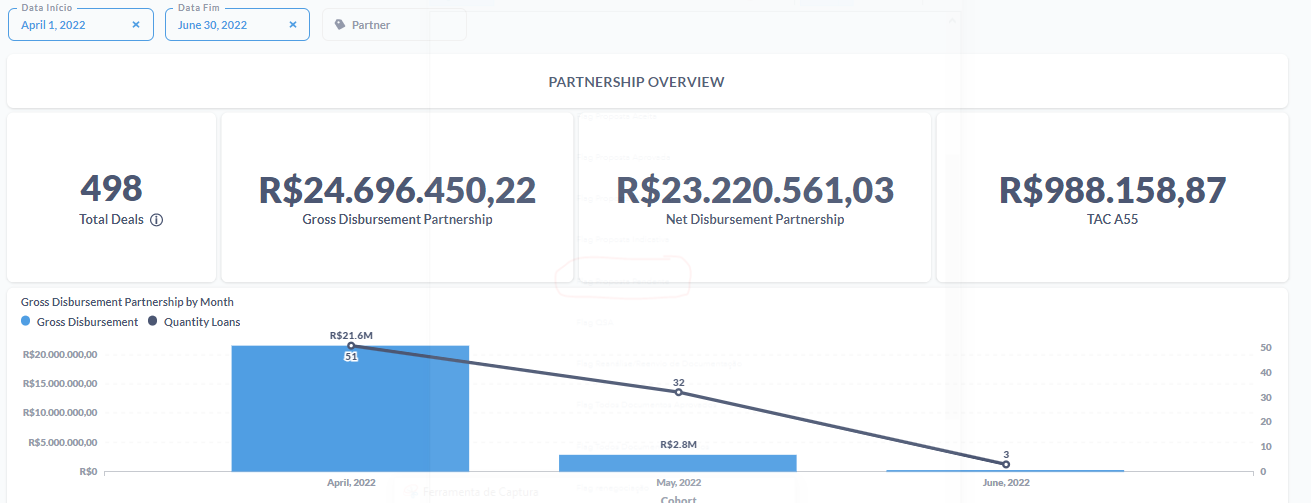 Data Início
Data Fim
April 1, 2022
June 30, 2022
Partner
PARTNERSHIP OVERVIEW
498
Total Deals
R$24.696.450,22
Gross Disbursement Partnership
R$23.220.561,03
Net Disbursement Partnership
R$988.158,87
TAC A55
Gross Disbursement Partnership by Month
Gross Disbursement
Quantity Loans
R$21.6M
51
32
R$2.8M
3
R$20.000.000,00
R$15.000.000,00
R$10.000.000,00
R$5.000.000,00
R$0
50
40
30
20
10
0
April, 2022
May, 2022
June, 2022
Ferramenta de Captura
Cohort